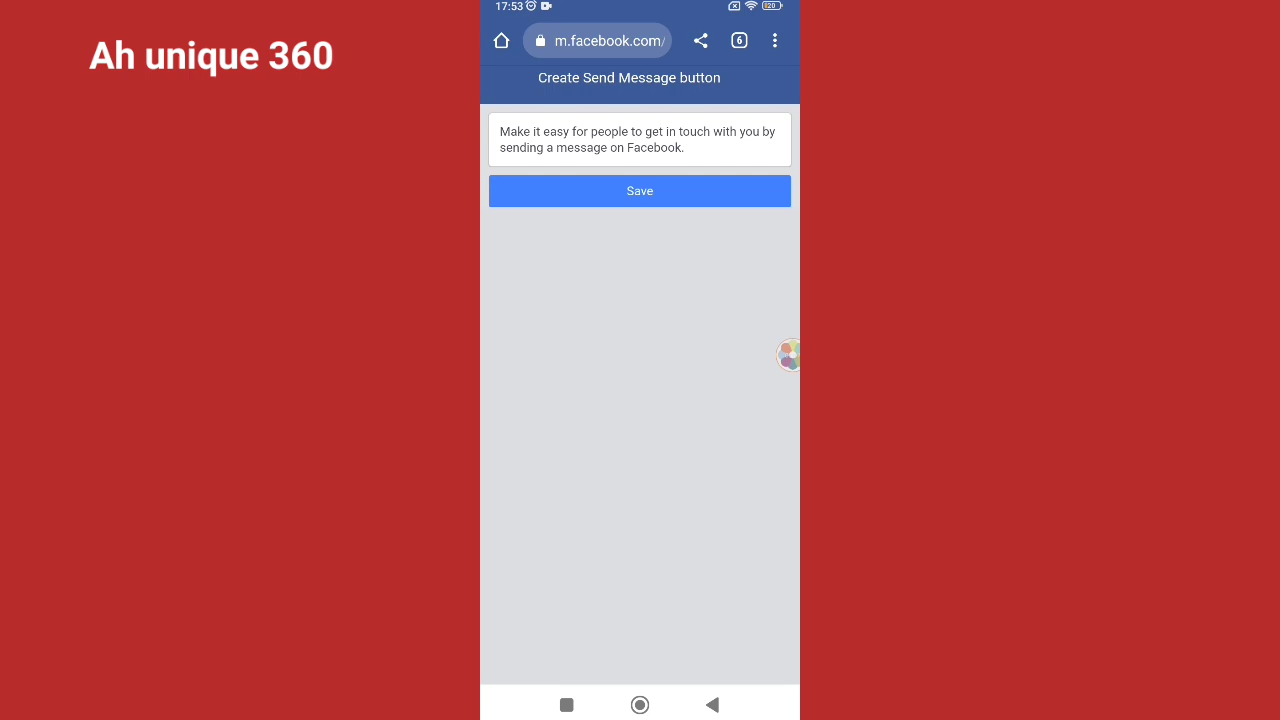 Ah unique 360
17:53
20
m.facebook.com/
6
Create Send Message button
Make it easy for people to get in touch with you by
sending a message on Facebook.
Save